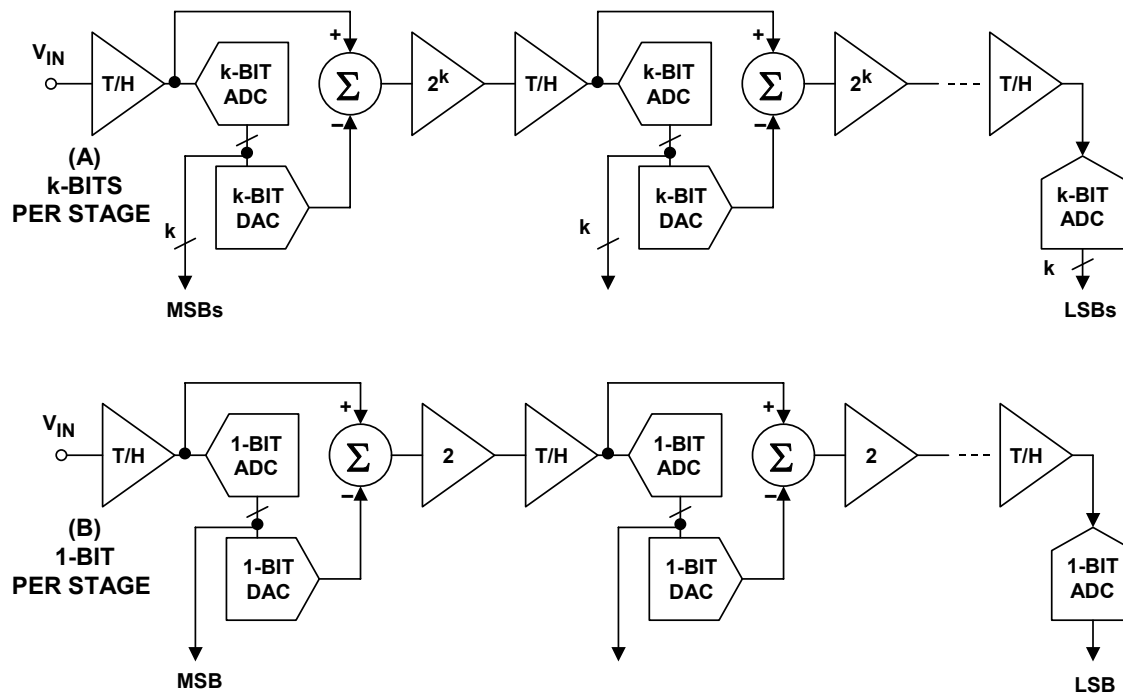 V_IN
T/H
k-BIT
ADC
+
Σ
−
2^k
T/H
k-BIT
ADC
+
Σ
−
2^k
T/H
(A)
k-BITS
PER STAGE
k-BIT
DAC
k
k-BIT
DAC
k
k-BIT
ADC
k
MSBs
LSBs
V_IN
T/H
1-BIT
ADC
+
Σ
−
2
T/H
1-BIT
ADC
+
Σ
−
2
T/H
(B)
1-BIT
PER STAGE
1-BIT
DAC
1-BIT
DAC
1-BIT
ADC
MSB
LSB